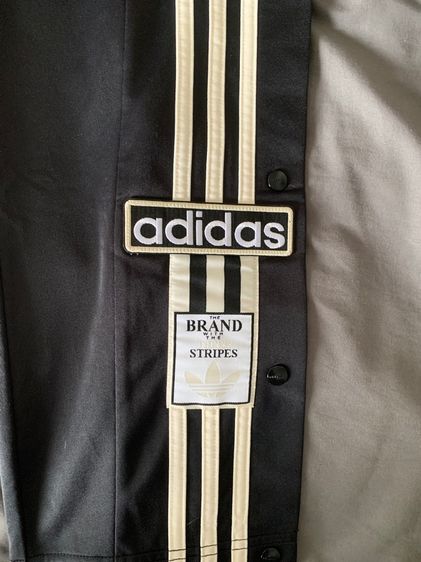 adidas
THE
BRAND
WITH THE
STRIPES